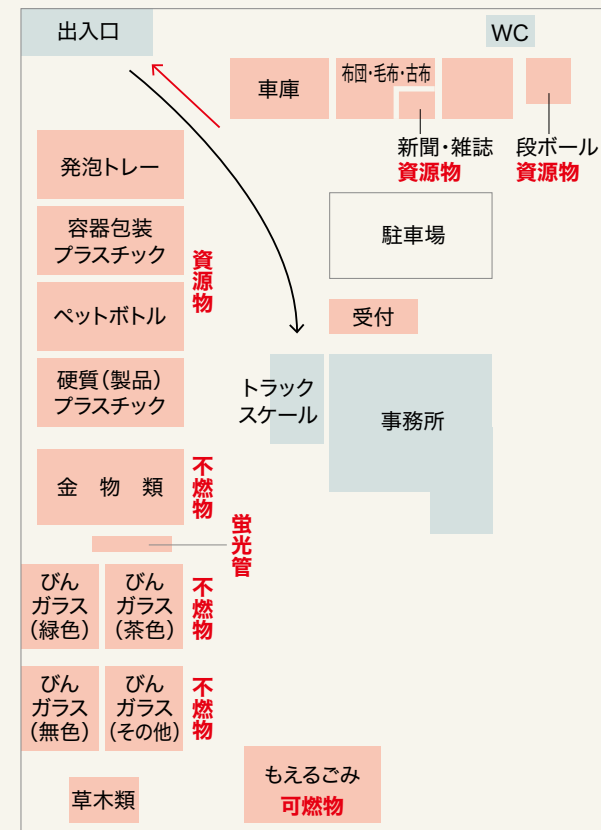 出入口
WC
車庫
布団・毛布・古布
新聞・雑誌
資源物
段ボール
資源物
発泡トレー
容器包装
プラスチック
ペットボトル
硬質(製品)
プラスチック
資源物
駐車場
受付
トラック
スケール
事務所
金物類
不燃物
蛍光管
びん
ガラス
(緑色)
びん
ガラス
(茶色)
不燃物
びん
ガラス
(無色)
びん
ガラス
(その他)
不燃物
草木類
もえるごみ
可燃物